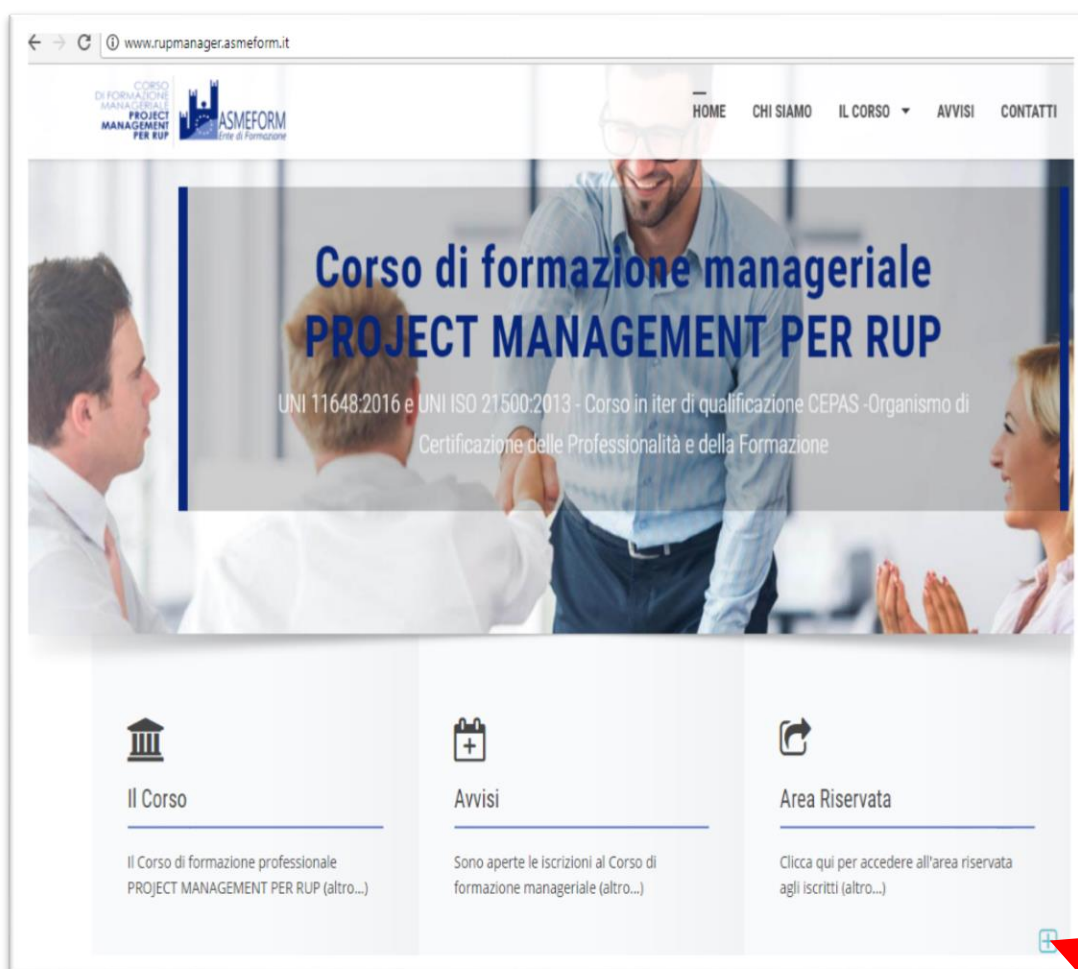 www.rupmanager.asmeform.it
CORSO
DI FORMAZIONE
MANAGERIALE
PROJECT
MANAGEMENT
PER RUP
ASMEFORM
Ente di Formazione
HOME CHI SIAMO IL CORSO AVVISI CONTATTI
Corso di formazione manageriale
PROJECT MANAGEMENT PER RUP
UNI 11648:2016 e UNI ISO 21500:2013 - Corso in iter di qualificazione CEPAS -Organismo di
Certificazione delle Professionalità e della Formazione
Il Corso
Il Corso di formazione professionale
PROJECT MANAGEMENT PER RUP (altro...)
Avvisi
Sono aperte le iscrizioni al Corso di
formazione manageriale (altro...)
Area Riservata
Clicca qui per accedere all'area riservata
agli iscritti (altro...)